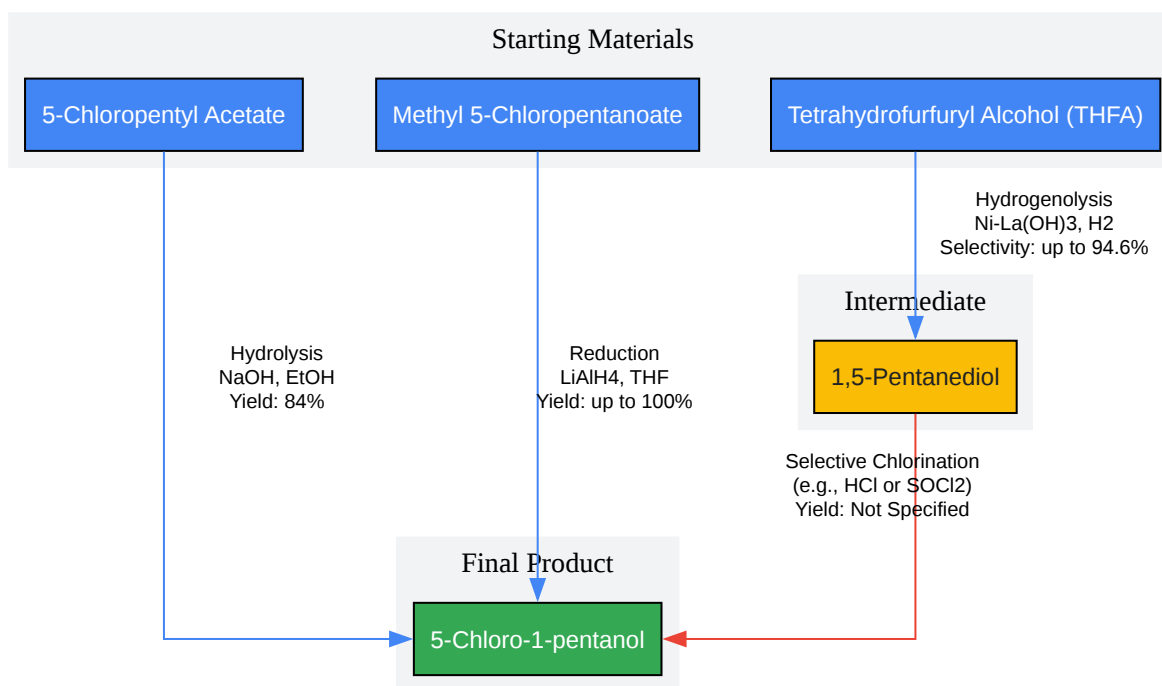 Starting Materials
5-Chloropentyl Acetate
Methyl 5-Chloropentanoate
Tetrahydrofurfuryl Alcohol (THFA)
Hydrogenolysis
Ni-La(OH)3, H2
Selectivity: up to 94.6%
Intermediate
1,5-Pentanediol
Hydrolysis
NaOH, EtOH
Yield: 84%
Reduction
LiAlH4, THF
Yield: up to 100%
Selective Chlorination
(e.g., HCl or SOCl2)
Yield: Not Specified
Final Product
5-Chloro-1-pentanol